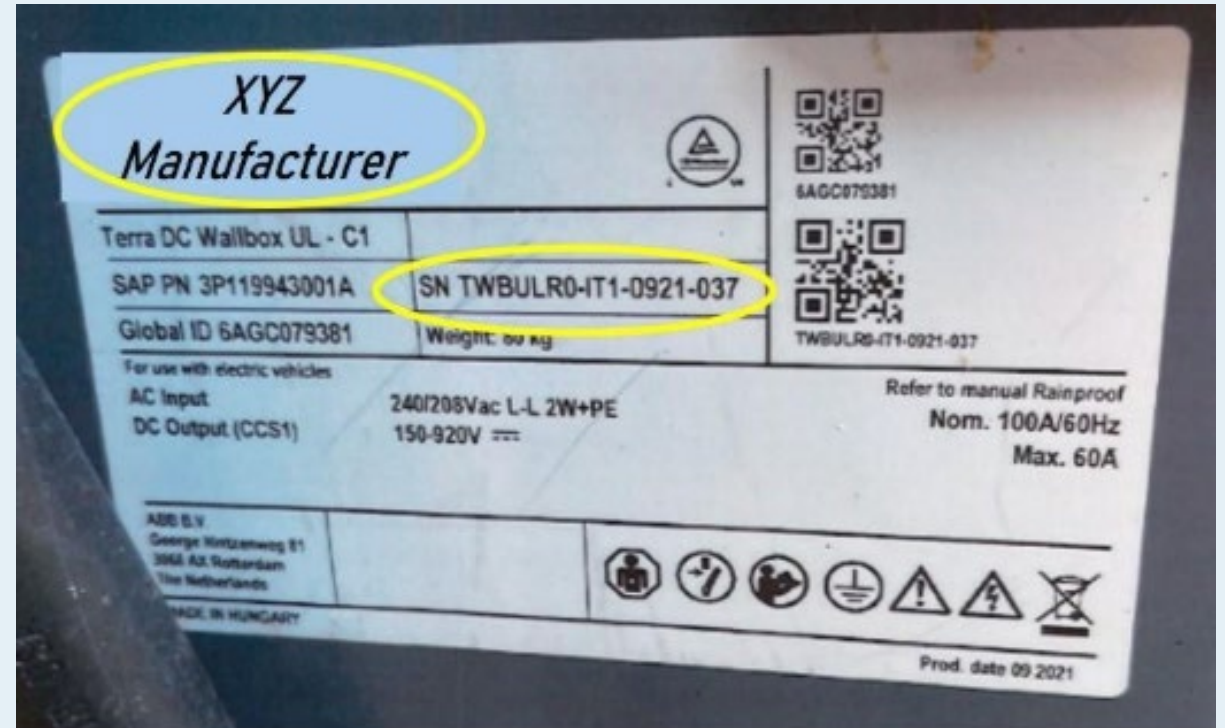 XYZ
Manufacturer
6AGC079381
Terra DC Wallbox UL - C1
SAP PN 3P119943001A
SN TWBULR0-IT1-0921-037
Global ID 6AGC079381
Weight: 60 kg
TWBULR0-IT1-0921-037
For use with electric vehicles
AC Input
240/208Vac L-L 2W+PE
DC Output (CCS1)
150-920V
Refer to manual Rainproof
Nom. 100A/60Hz
Max. 60A
ABB B.V.
George Hintzenweg 81
3068 AX Rotterdam
The Netherlands
MADE IN HUNGARY
Prod. date 09.2021